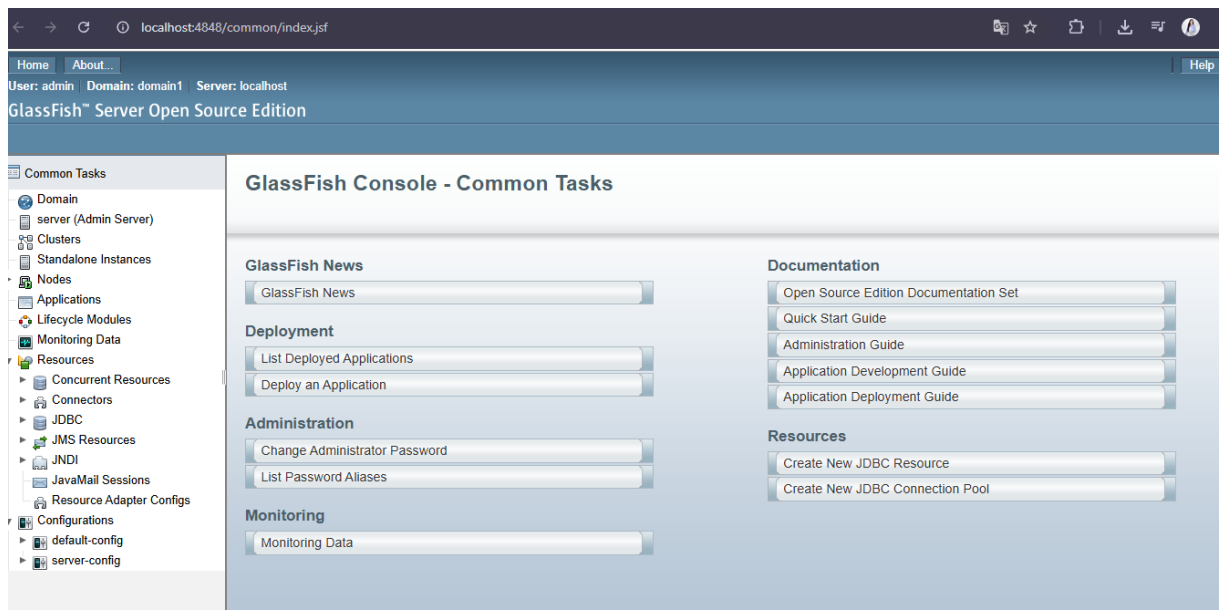 localhost:4848/common/index.jsf
Home About... Help
User: admin Domain: domain1 Server: localhost
GlassFish™ Server Open Source Edition
Common Tasks
Domain
server (Admin Server)
Clusters
Standalone Instances
Nodes
Applications
Lifecycle Modules
Monitoring Data
Resources
Concurrent Resources
Connectors
JDBC
JMS Resources
JNDI
JavaMail Sessions
Resource Adapter Configs
Configurations
default-config
server-config
GlassFish Console - Common Tasks
GlassFish News
GlassFish News
Deployment
List Deployed Applications
Deploy an Application
Administration
Change Administrator Password
List Password Aliases
Monitoring
Monitoring Data
Documentation
Open Source Edition Documentation Set
Quick Start Guide
Administration Guide
Application Development Guide
Application Deployment Guide
Resources
Create New JDBC Resource
Create New JDBC Connection Pool